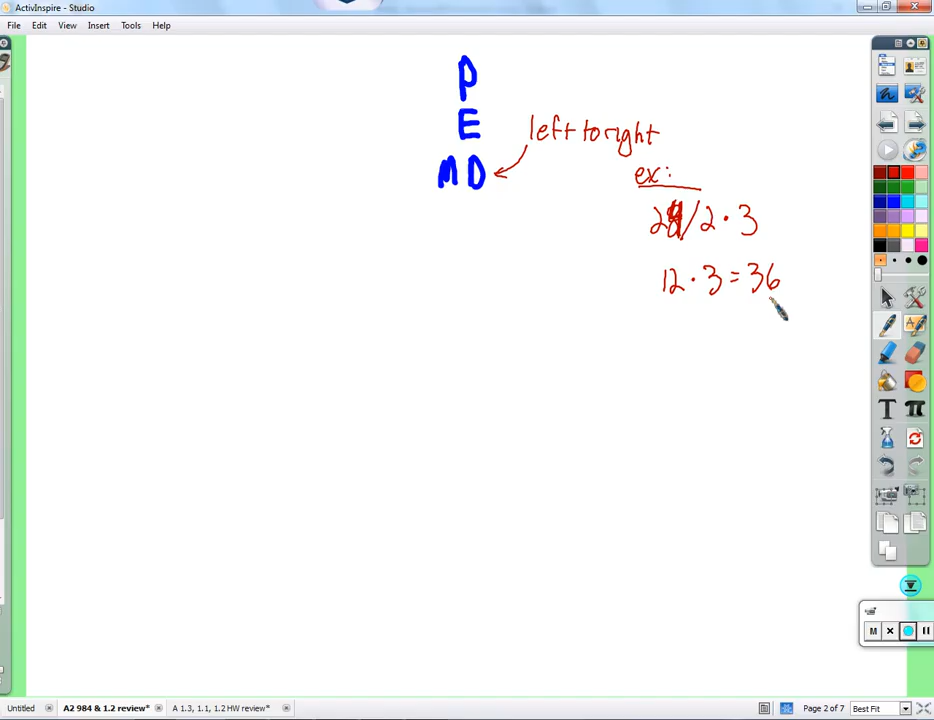 ActivInspire - Studio
File Edit View Insert Tools Help
P
E
MD
left to right
ex:
24/2 · 3
12 · 3 = 36
M
Untitled A2 984 & 1.2 review* A 1.3, 1.1, 1.2 HW review* Page 2 of 7 Best Fit